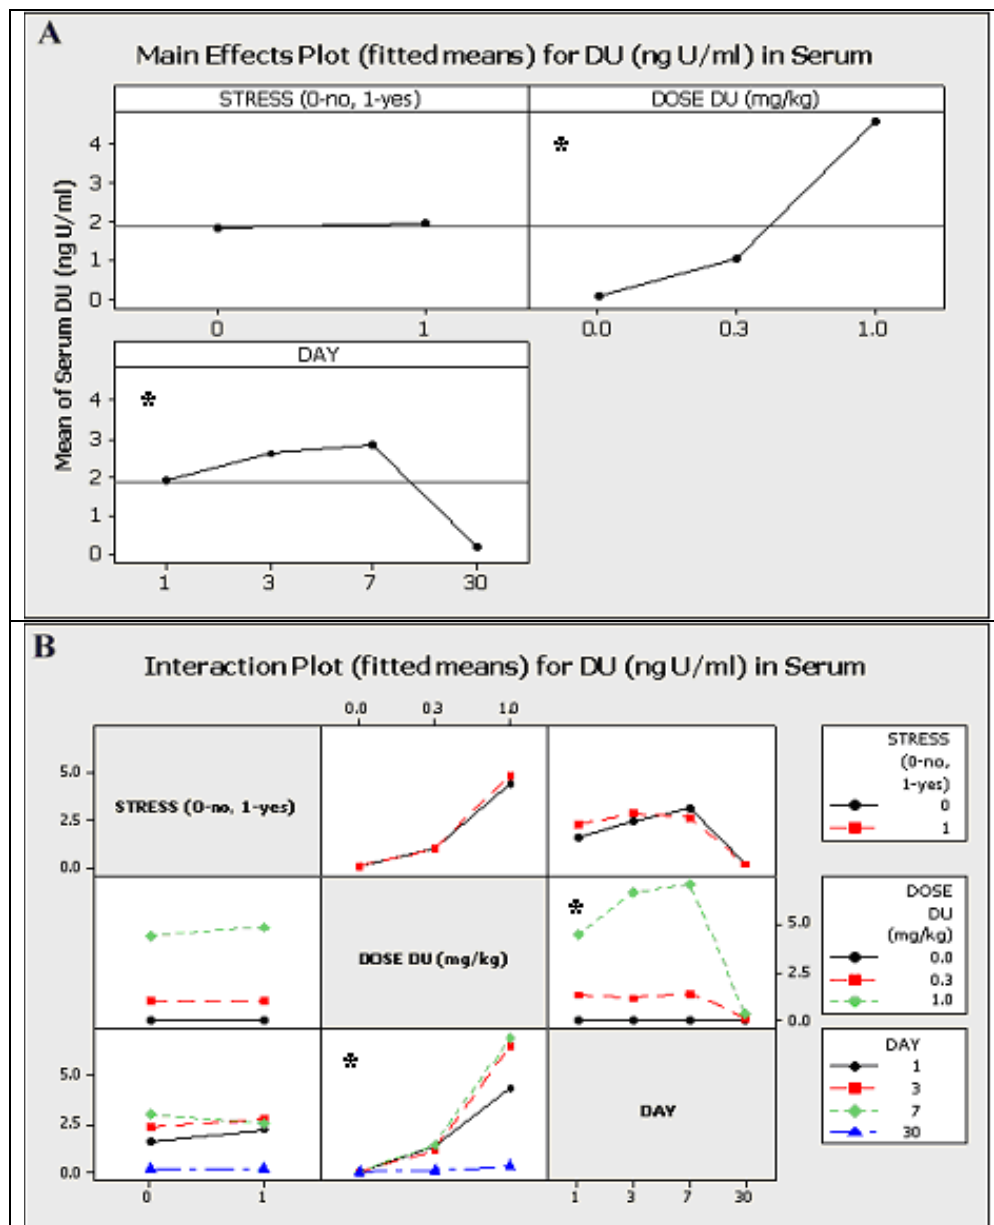 A
Main Effects Plot (fitted means) for DU (ng U/ml) in Serum
STRESS (0-no, 1-yes)
DOSE DU (mg/kg)
Mean of Serum DU (ng U/ml)
4
3
2
1
0
*
0
1
0.0
0.3
1.0
DAY
*
4
3
2
1
0
1
3
7
30
B
Interaction Plot (fitted means) for DU (ng U/ml) in Serum
0.0
0.3
1.0
5.0
2.5
0.0
STRESS (0-no, 1-yes)
STRESS
(0-no,
1-yes)
0
1
DOSE DU (mg/kg)
*
5.0
2.5
0.0
DOSE
DU
(mg/kg)
0.0
0.3
1.0
5.0
2.5
0.0
*
DAY
DAY
1
3
7
30
0
1
1
3
7
30